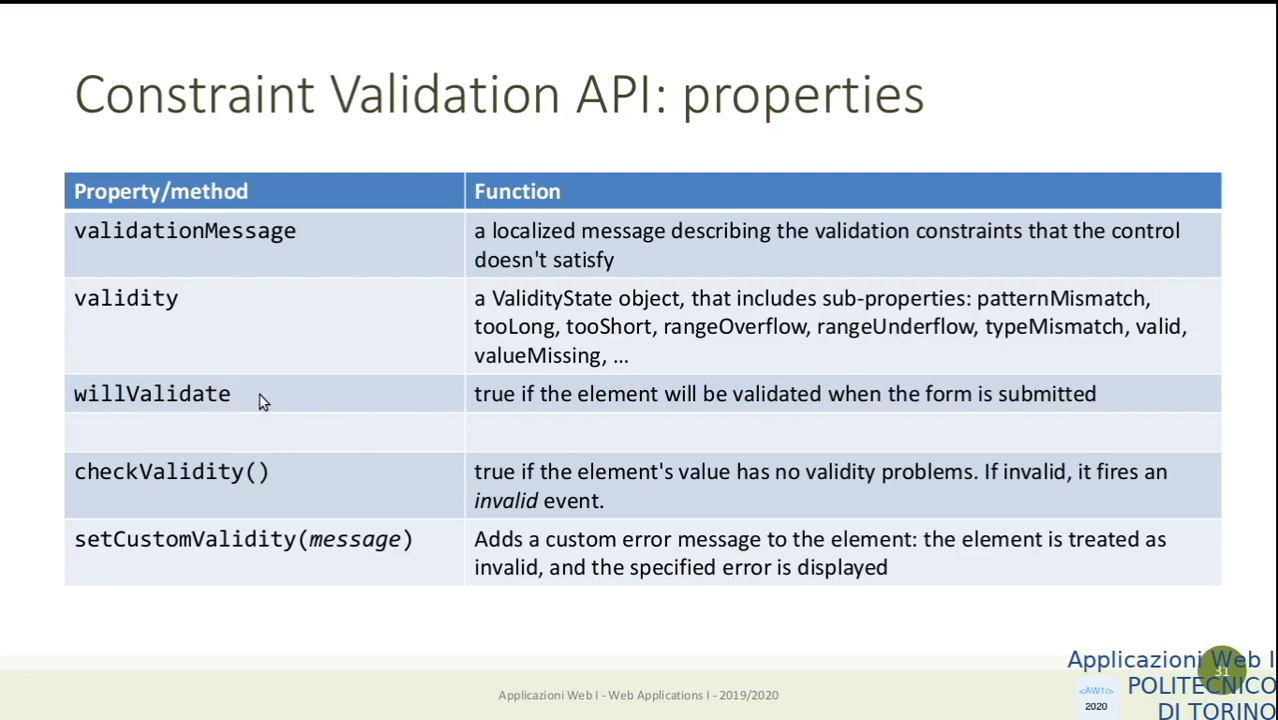 Constraint Validation API: properties
Property/method
Function
validationMessage
a localized message describing the validation constraints that the control
doesn't satisfy
validity
a ValidityState object, that includes sub-properties: patternMismatch,
tooLong, tooShort, rangeOverflow, rangeUnderflow, typeMismatch, valid,
valueMissing, ...
willValidate
true if the element will be validated when the form is submitted
checkValidity()
true if the element's value has no validity problems. If invalid, it fires an
invalid event.
setCustomValidity(message)
Adds a custom error message to the element: the element is treated as
invalid, and the specified error is displayed
Applicazioni Web I - Web Applications I - 2019/2020
31
Applicazioni Web I
POLITECNICO
DI TORINO
<AW1/>
2020